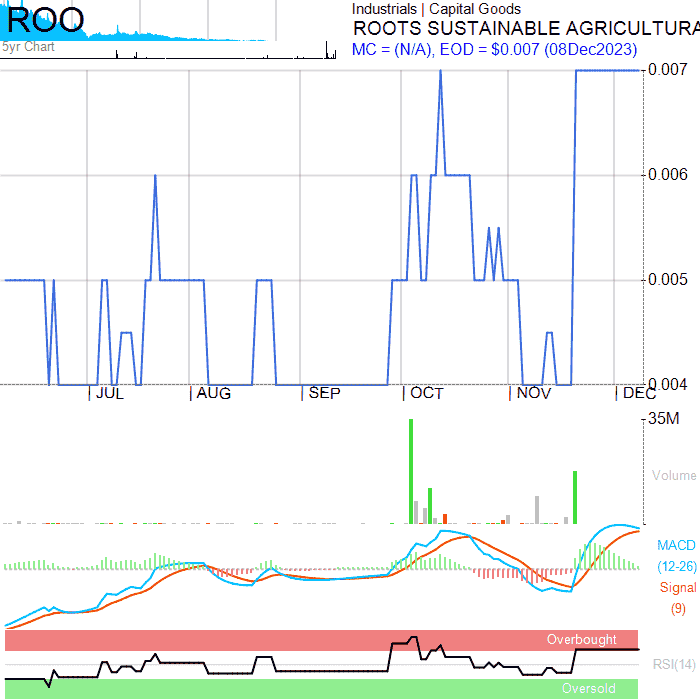 ROO
5yr Chart
Industrials | Capital Goods
ROOTS SUSTAINABLE AGRICULTURA
MC = (N/A), EOD = $0.007 (08Dec2023)
0.007
0.006
0.005
0.004
JUL AUG SEP OCT NOV DEC
35M
Volume
MACD
(12-26)
Signal
(9)
Overbought
RSI(14)
Oversold